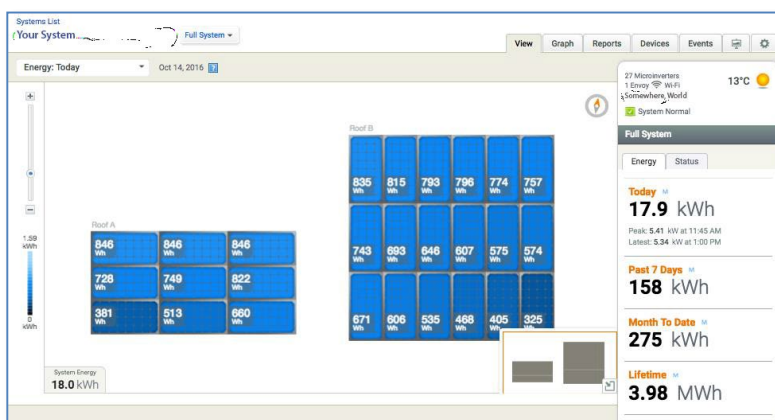 Systems List
Your System
Full System
View Graph Reports Devices Events
Energy: Today Oct 14, 2016
27 Microinverters
1 Envoy Wi-Fi
Somewhere, World
13°C
System Normal
Full System
Energy Status
Today M
17.9 kWh
Peak: 5.41 kW at 11:45 AM
Latest: 5.34 kW at 1:00 PM
Past 7 Days M
158 kWh
Month To Date M
275 kWh
Lifetime M
3.98 MWh
1.59
kWh
0
kWh
Roof A
846 Wh 846 Wh 846 Wh
728 Wh 749 Wh 822 Wh
381 Wh 513 Wh 660 Wh
Roof B
835 Wh 815 Wh 793 Wh 796 Wh 774 Wh 757 Wh
743 Wh 693 Wh 646 Wh 607 Wh 575 Wh 574 Wh
671 Wh 606 Wh 535 Wh 468 Wh 405 Wh 325 Wh
System Energy
18.0 kWh